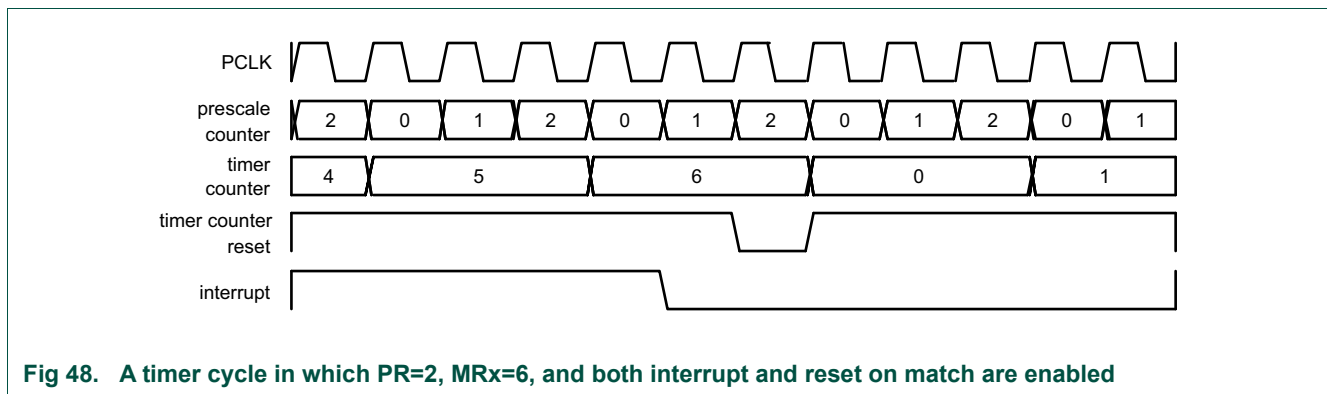 PCLK
prescale
counter
2 0 1 2 0 1 2 0 1 2 0 1
timer
counter
4 5 6 0 1
timer counter
reset
interrupt
Fig 48. A timer cycle in which PR=2, MRx=6, and both interrupt and reset on match are enabled